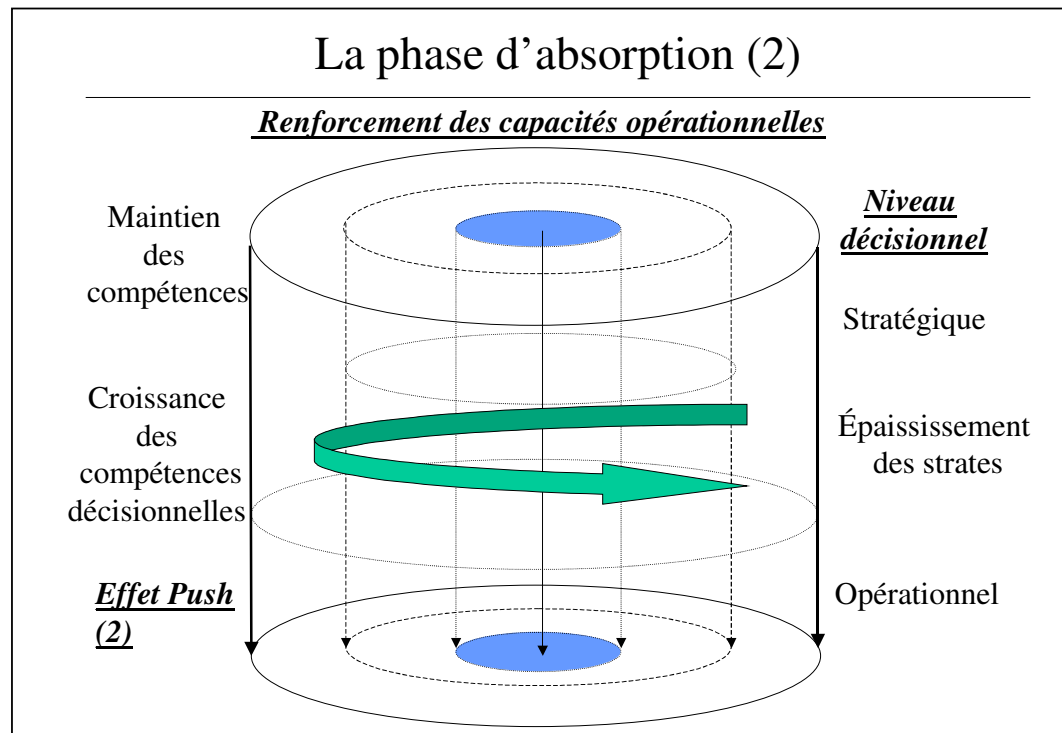 La phase d’absorption (2)
Renforcement des capacités opérationnelles
Maintien
des
compétences
Niveau
décisionnel
Stratégique
Croissance
des
compétences
décisionnelles
Épaississement
des strates
Effet Push
(2)
Opérationnel